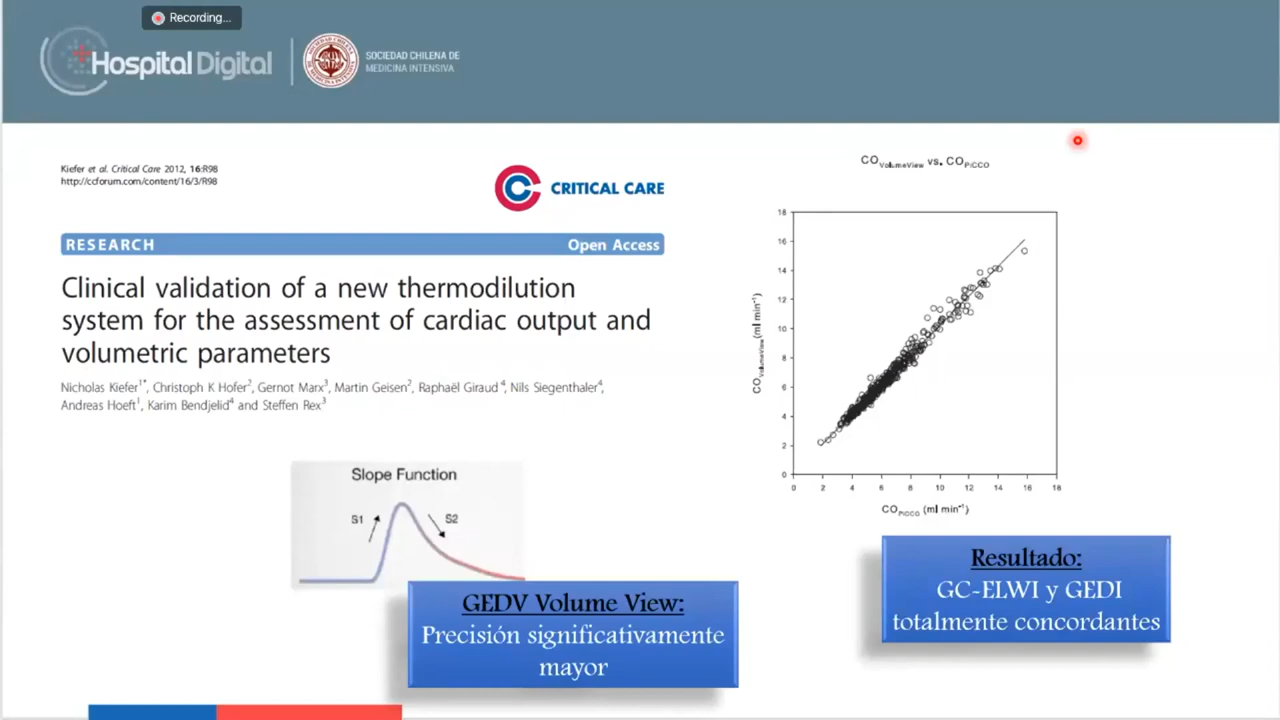 Recording...
Hospital Digital
SOCIEDAD CHILENA DE
MEDICINA INTENSIVA
Kiefer et al. Critical Care 2012, 16:R98
http://ccforum.com/content/16/3/R98
CRITICAL CARE
RESEARCH Open Access
Clinical validation of a new thermodilution
system for the assessment of cardiac output and
volumetric parameters
Nicholas Kiefer1*, Christoph K Hofer2, Gernot Marx3, Martin Geisen2, Raphaël Giraud4, Nils Siegenthaler4,
Andreas Hoeft1, Karim Bendjelid4 and Steffen Rex3
Slope Function
S1
S2
GEDV Volume View:
Precisión significativamente
mayor
CO VolumeView vs. CO PiCCO
18
16
14
12
10
8
6
4
2
0
CO VolumeView (ml min-1)
0 2 4 6 8 10 12 14 16 18
CO PiCCO (ml min-1)
Resultado:
GC-ELWI y GEDI
totalmente concordantes